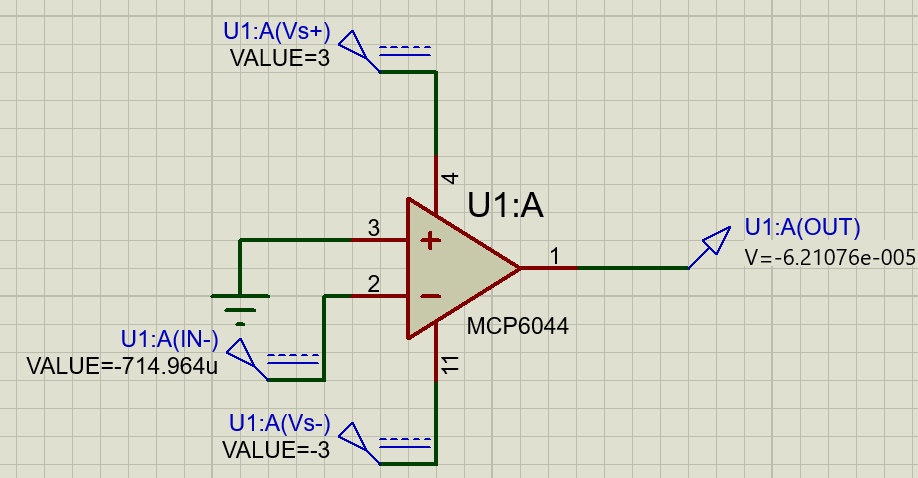 U1:A(Vs+)
VALUE=3
4
U1:A
3
+
2
−
1
U1:A(OUT)
V=-6.21076e-005
MCP6044
U1:A(IN-)
VALUE=-714.964u
11
U1:A(Vs-)
VALUE=-3